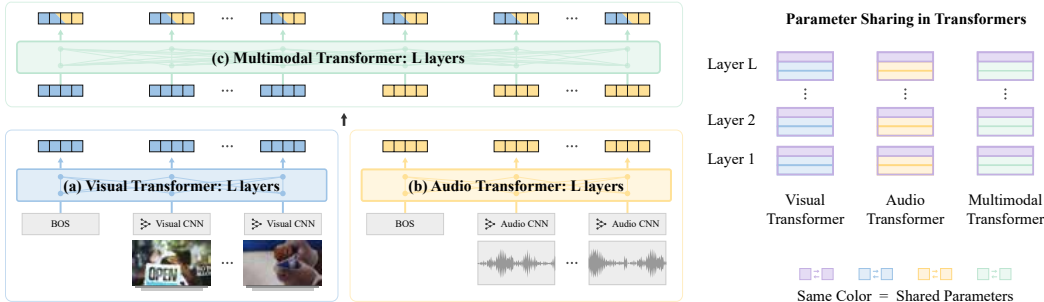 (c) Multimodal Transformer: L layers
...
...
...
...
...
...
(a) Visual Transformer: L layers
BOS
Visual CNN
Visual CNN
OPEN
...
(b) Audio Transformer: L layers
BOS
Audio CNN
Audio CNN
...
Parameter Sharing in Transformers
Layer L
Layer 2
Layer 1
Visual
Transformer
Audio
Transformer
Multimodal
Transformer
Same Color = Shared Parameters